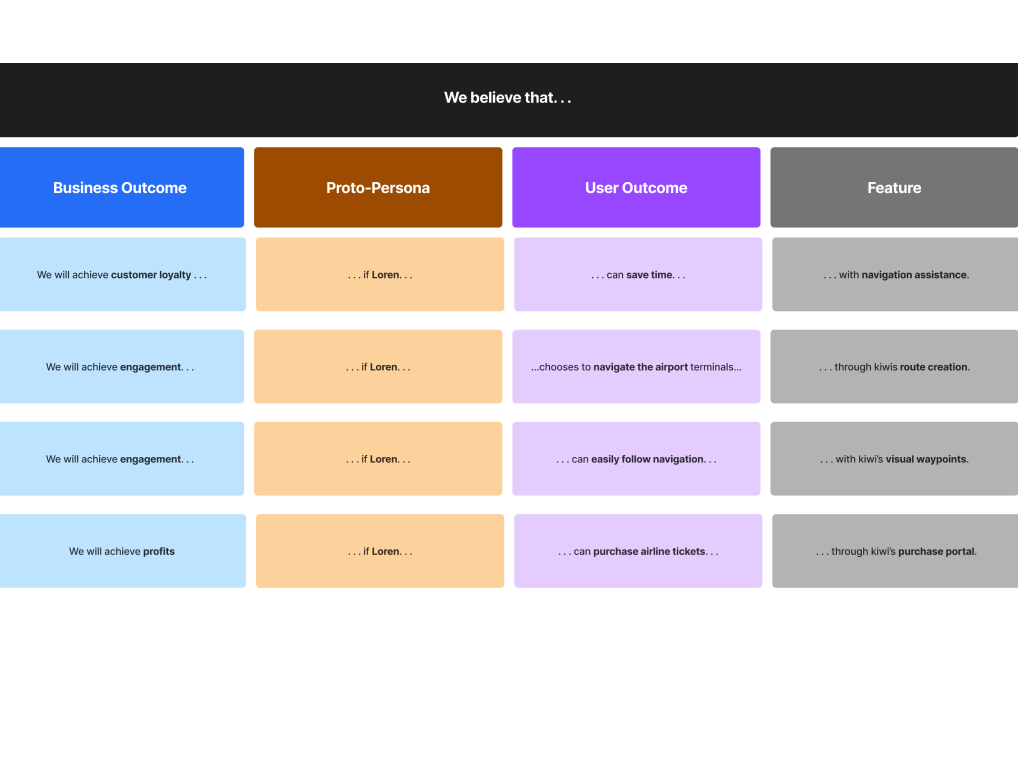 We believe that. . .
Business Outcome
Proto-Persona
User Outcome
Feature
We will achieve customer loyalty . . .
. . . if Loren. . .
. . . can save time. . .
. . . with navigation assistance.
We will achieve engagement. . .
. . . if Loren. . .
...chooses to navigate the airport terminals...
. . . through kiwis route creation.
We will achieve engagement. . .
. . . if Loren. . .
. . . can easily follow navigation. . .
. . . with kiwi’s visual waypoints.
We will achieve profits
. . . if Loren. . .
. . . can purchase airline tickets. . .
. . . through kiwi’s purchase portal.